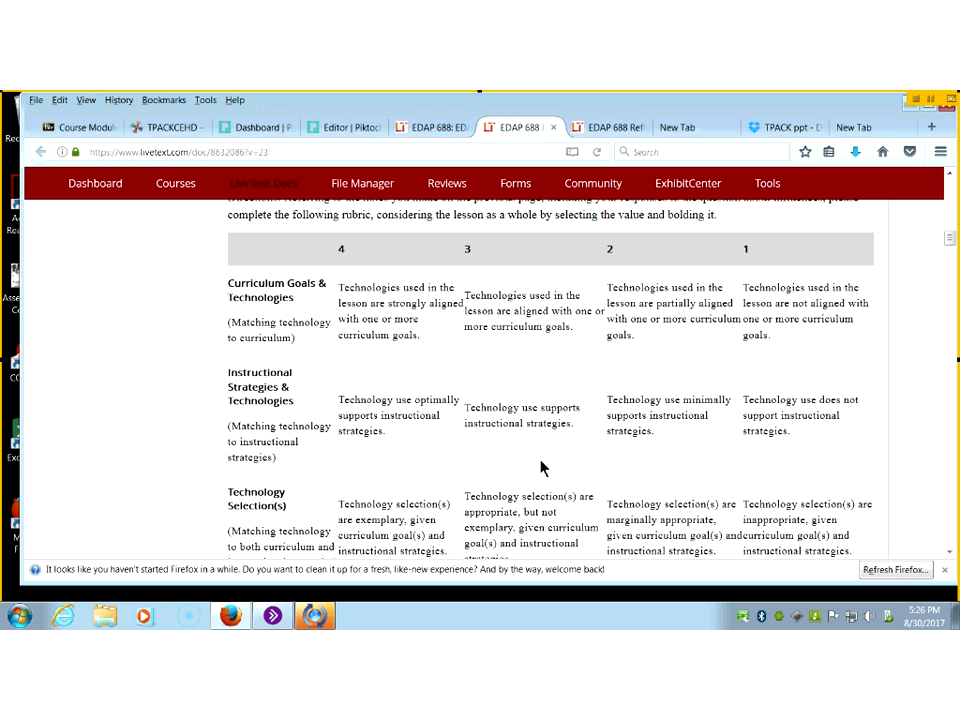 File Edit View History Bookmarks Tools Help
Course Modul TPACKCEHD - Dashboard | P Editor | Piktoc EDAP 688: ED EDAP 688 EDAP 688 Refl New Tab TPACK ppt - D New Tab
https://www.livetext.com/doc/8632086?v=23 Search
Dashboard Courses LiveText Docs File Manager Reviews Forms Community ExhibitCenter Tools
complete the following rubric, considering the lesson as a whole by selecting the value and bolding it.
4 3 2 1
Curriculum Goals &
Technologies
(Matching technology
to curriculum)
Technologies used in the
lesson are strongly aligned
with one or more
curriculum goals.
Technologies used in the
lesson are aligned with one or
more curriculum goals.
Technologies used in the
lesson are partially aligned
with one or more curriculum
goals.
Technologies used in the
lesson are not aligned with
one or more curriculum
goals.
Instructional
Strategies &
Technologies
(Matching technology
to instructional
strategies)
Technology use optimally
supports instructional
strategies.
Technology use supports
instructional strategies.
Technology use minimally
supports instructional
strategies.
Technology use does not
support instructional
strategies.
Technology
Selection(s)
(Matching technology
to both curriculum and
Technology selection(s)
are exemplary, given
curriculum goal(s) and
instructional strategies.
Technology selection(s) are
appropriate, but not
exemplary, given curriculum
goal(s) and instructional
strategies.
Technology selection(s) are
marginally appropriate,
given curriculum goal(s) and
instructional strategies.
Technology selection(s) are
inappropriate, given
curriculum goal(s) and
instructional strategies.
It looks like you haven't started Firefox in a while. Do you want to clean it up for a fresh, like-new experience? And by the way, welcome back! Refresh Firefox...
5:26 PM
8/30/2017